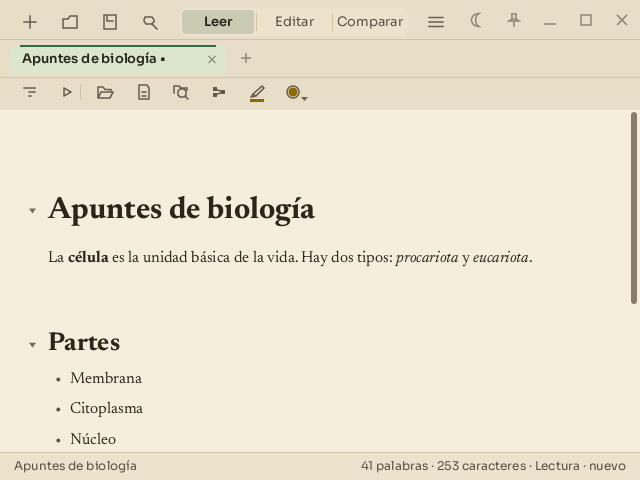 Leer Editar Comparar
Apuntes de biología •
Apuntes de biología
La célula es la unidad básica de la vida. Hay dos tipos: procariota y eucariota.
Partes
• Membrana
• Citoplasma
• Núcleo
Apuntes de biología 41 palabras · 253 caracteres · Lectura · nuevo